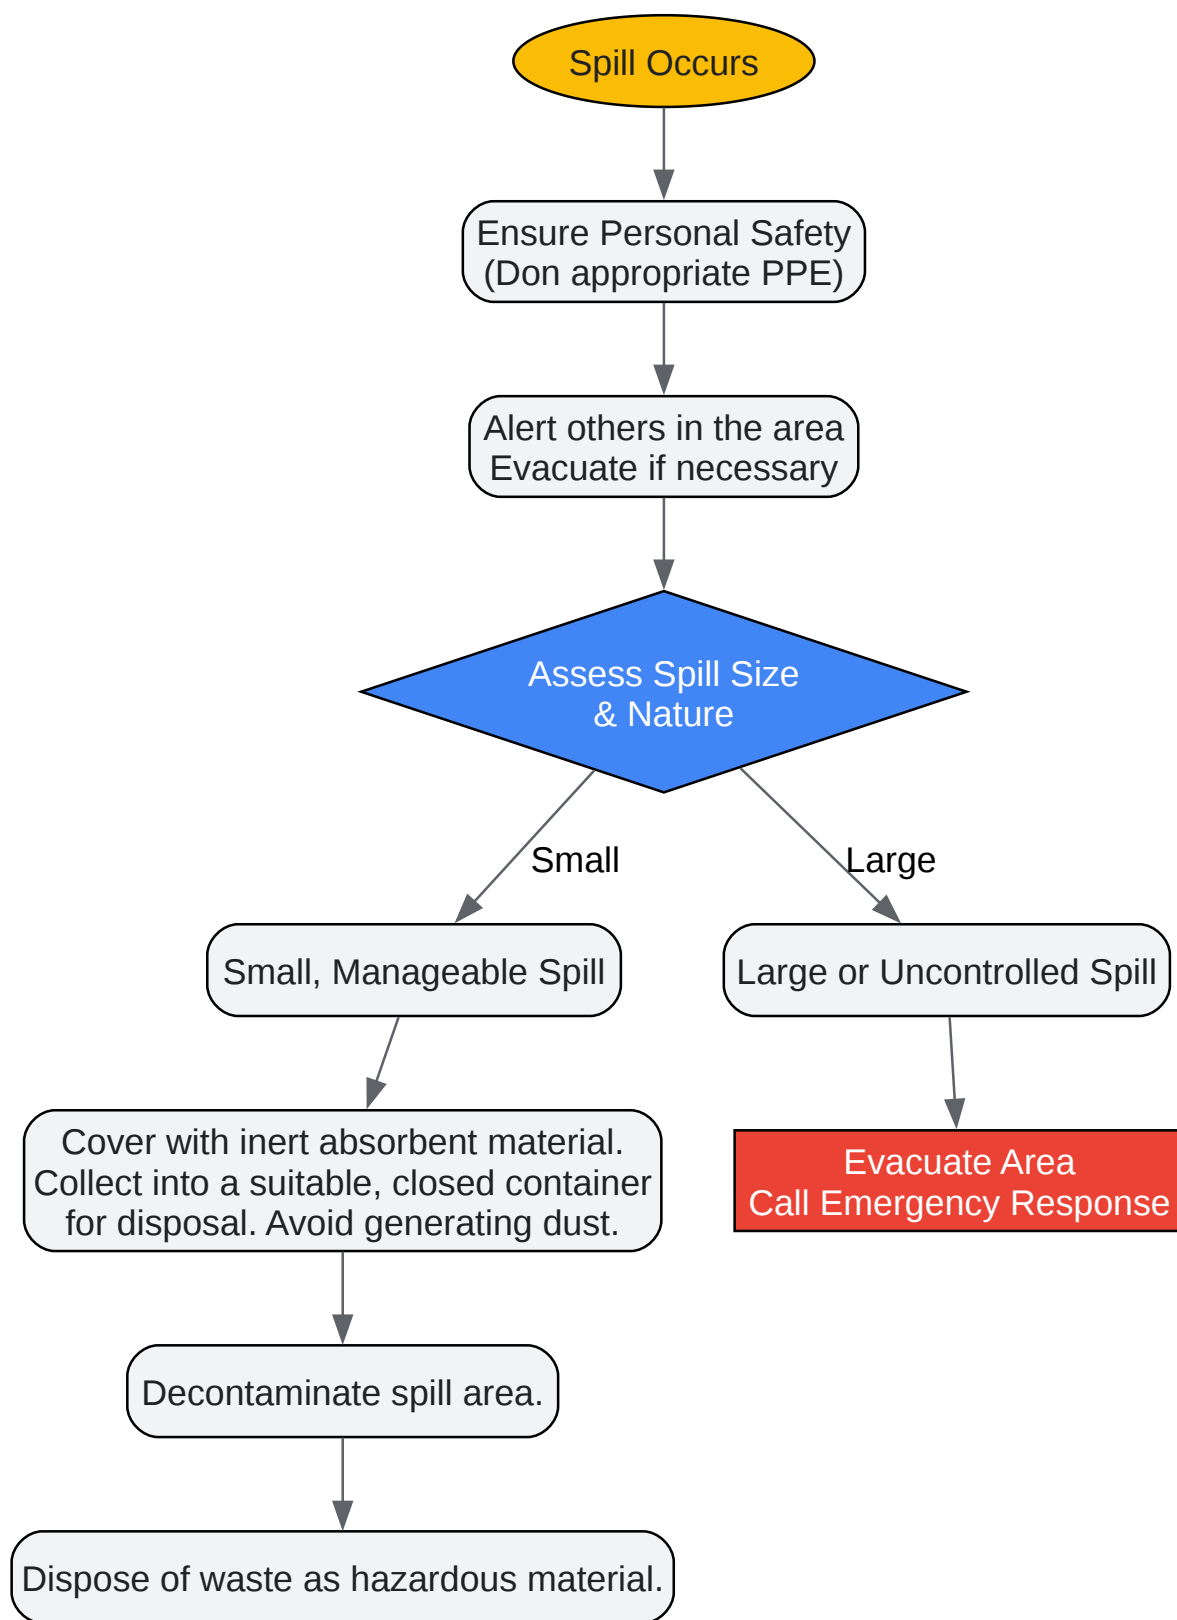 Spill Occurs
Ensure Personal Safety
(Don appropriate PPE)
Alert others in the area
Evacuate if necessary
Assess Spill Size
& Nature
Small
Large
Small, Manageable Spill
Large or Uncontrolled Spill
Cover with inert absorbent material.
Collect into a suitable, closed container
for disposal. Avoid generating dust.
Evacuate Area
Call Emergency Response
Decontaminate spill area.
Dispose of waste as hazardous material.